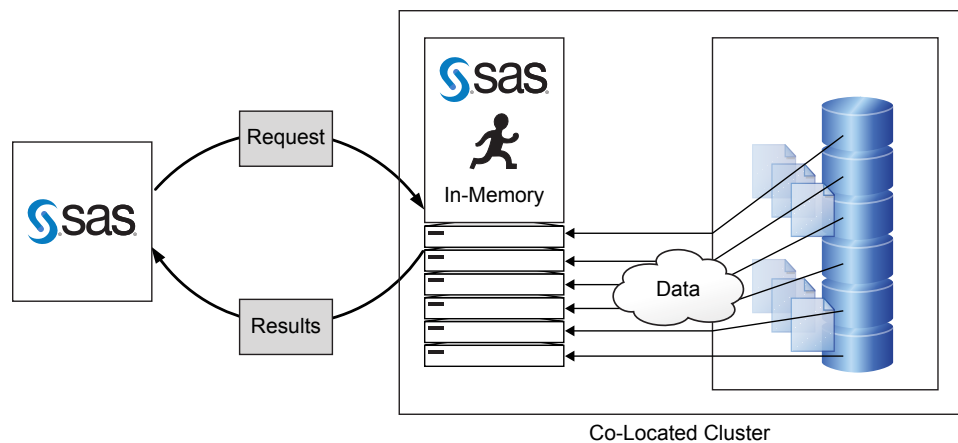 sas
Request
Results
sas
In-Memory
Data
Co-Located Cluster